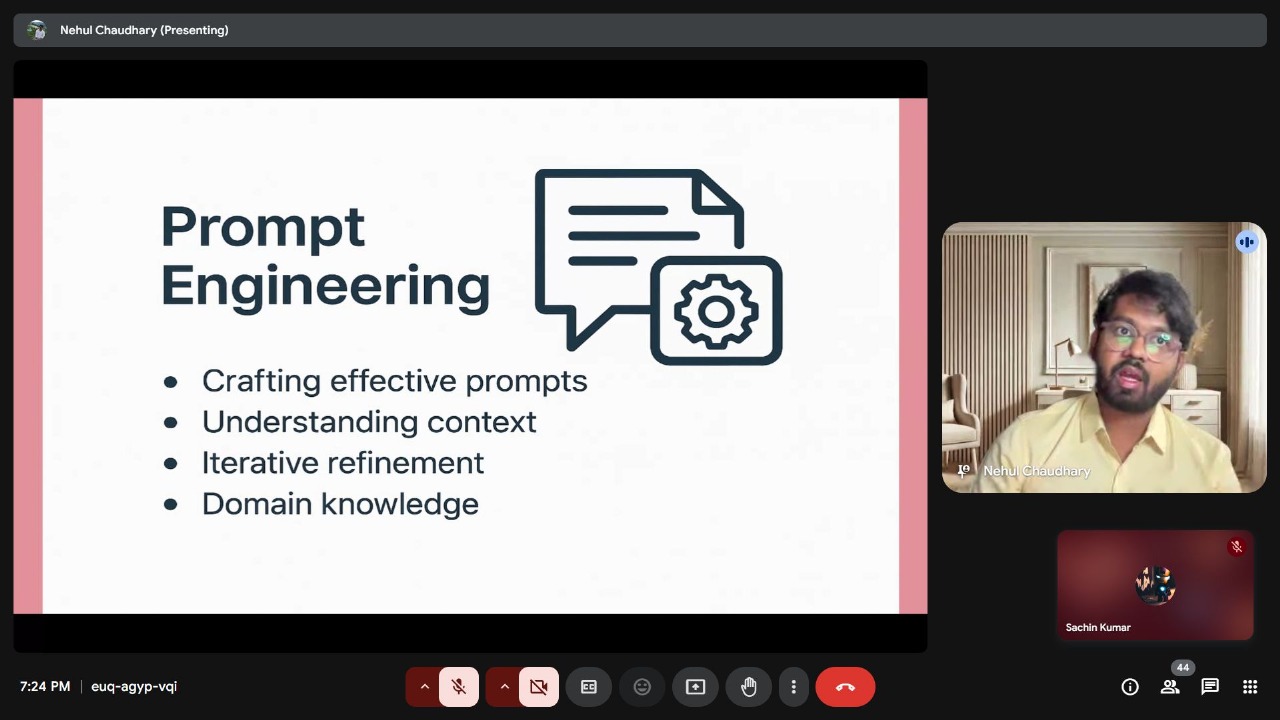 Nehul Chaudhary (Presenting)
Prompt
Engineering
• Crafting effective prompts
• Understanding context
• Iterative refinement
• Domain knowledge
Nehul Chaudhary
Sachin Kumar
7:24 PM | euq-agyp-vqi
CC
44